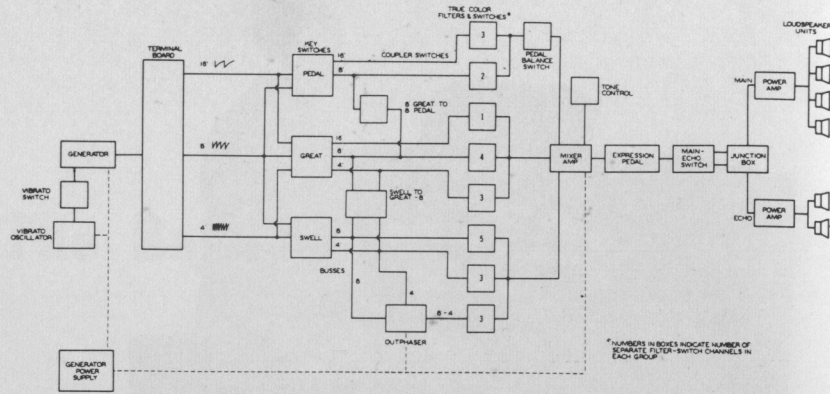 TRUE COLOR
FILTERS & SWITCHES*
LOUDSPEAKER
UNITS
TERMINAL
BOARD
KEY
SWITCHES
16'
COUPLER SWITCHES
3
PEDAL
BALANCE
SWITCH
16'
PEDAL
8'
2
MAIN
POWER
AMP
TONE
CONTROL
8 GREAT TO
8 PEDAL
1
16
GENERATOR
8
GREAT
8
4
4'
MIXER
AMP
EXPRESSION
PEDAL
MAIN-
ECHO
SWITCH
JUNCTION
BOX
VIBRATO
SWITCH
SWELL TO
GREAT - 8
3
VIBRATO
OSCILLATOR
4
SWELL
8
5
ECHO
POWER
AMP
4
BUSSES
3
8
4
OUTPHASER
8 - 4
3
GENERATOR
POWER
SUPPLY
*NUMBERS IN BOXES INDICATE NUMBER OF
SEPARATE FILTER-SWITCH CHANNELS IN
EACH GROUP